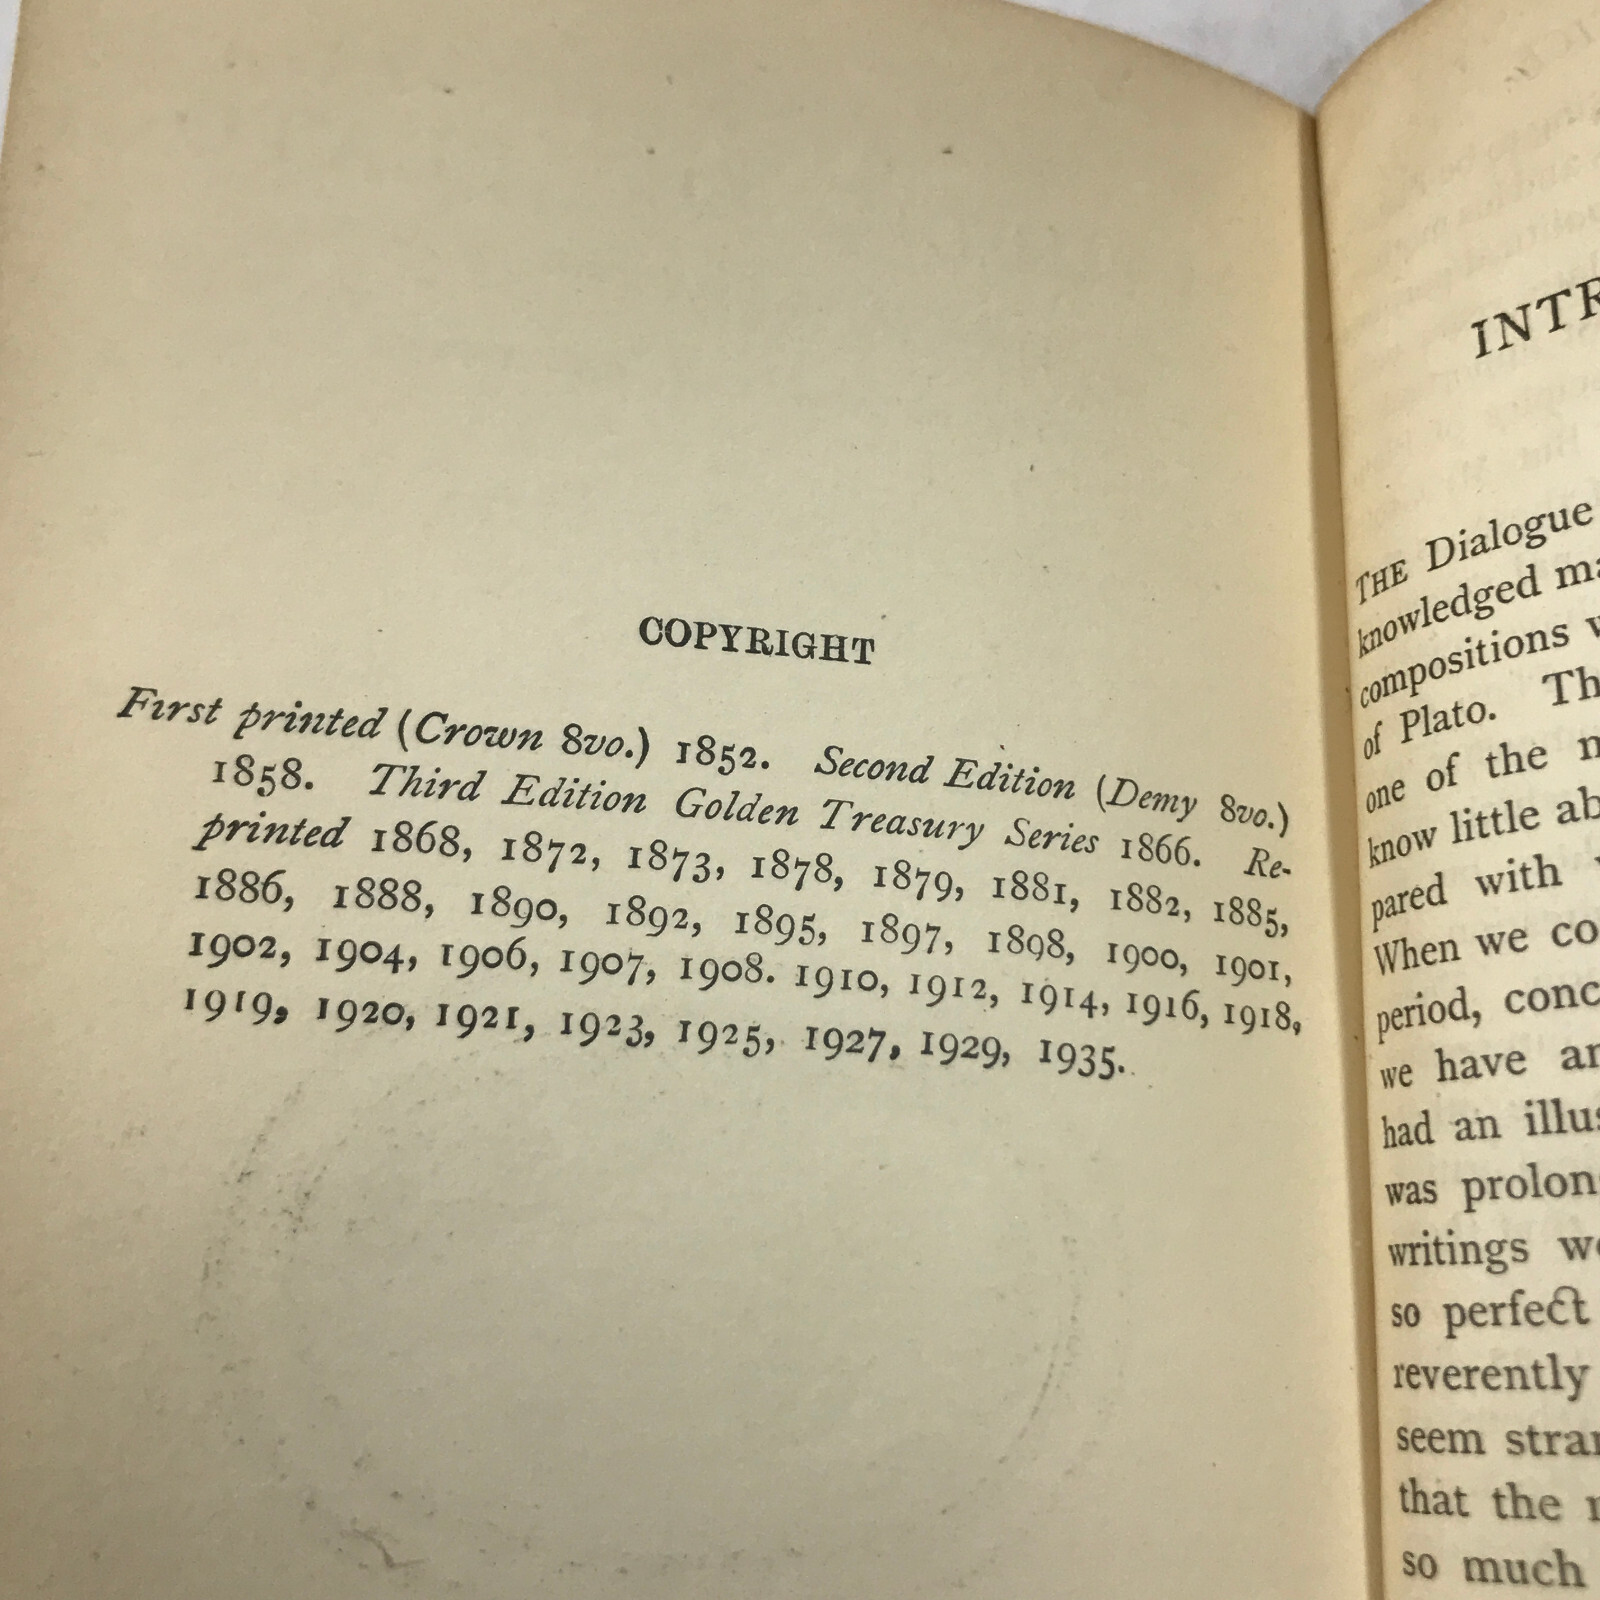 COPYRIGHT
First printed (Crown 8vo.) 1852. Second Edition (Demy 8vo.)
1858. Third Edition Golden Treasury Series 1866. Re-
printed 1868, 1872, 1873, 1878, 1879, 1881, 1882, 1885,
1886, 1888, 1890, 1892, 1895, 1897, 1898, 1900, 1901,
1902, 1904, 1906, 1907, 1908. 1910, 1912, 1914, 1916, 1918,
1919, 1920, 1921, 1923, 1925, 1927, 1929, 1935.
INTR
THE Dialogue
knowledged ma
compositions w
of Plato. Th
one of the m
know little ab
pared with
When we co
period, conc
we have an
had an illus
was prolon
writings we
so perfect
reverently
seem stran
that the
so much